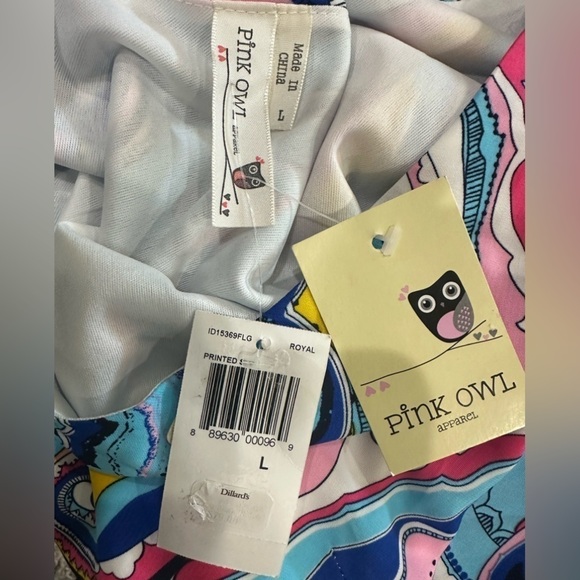 PINK OWL
apparel
Made In
CHINA
L
ID15369FLG ROYAL
PRINTED
8 89630 00096 9
L
Dillard's
PINK OWL
APPAREL